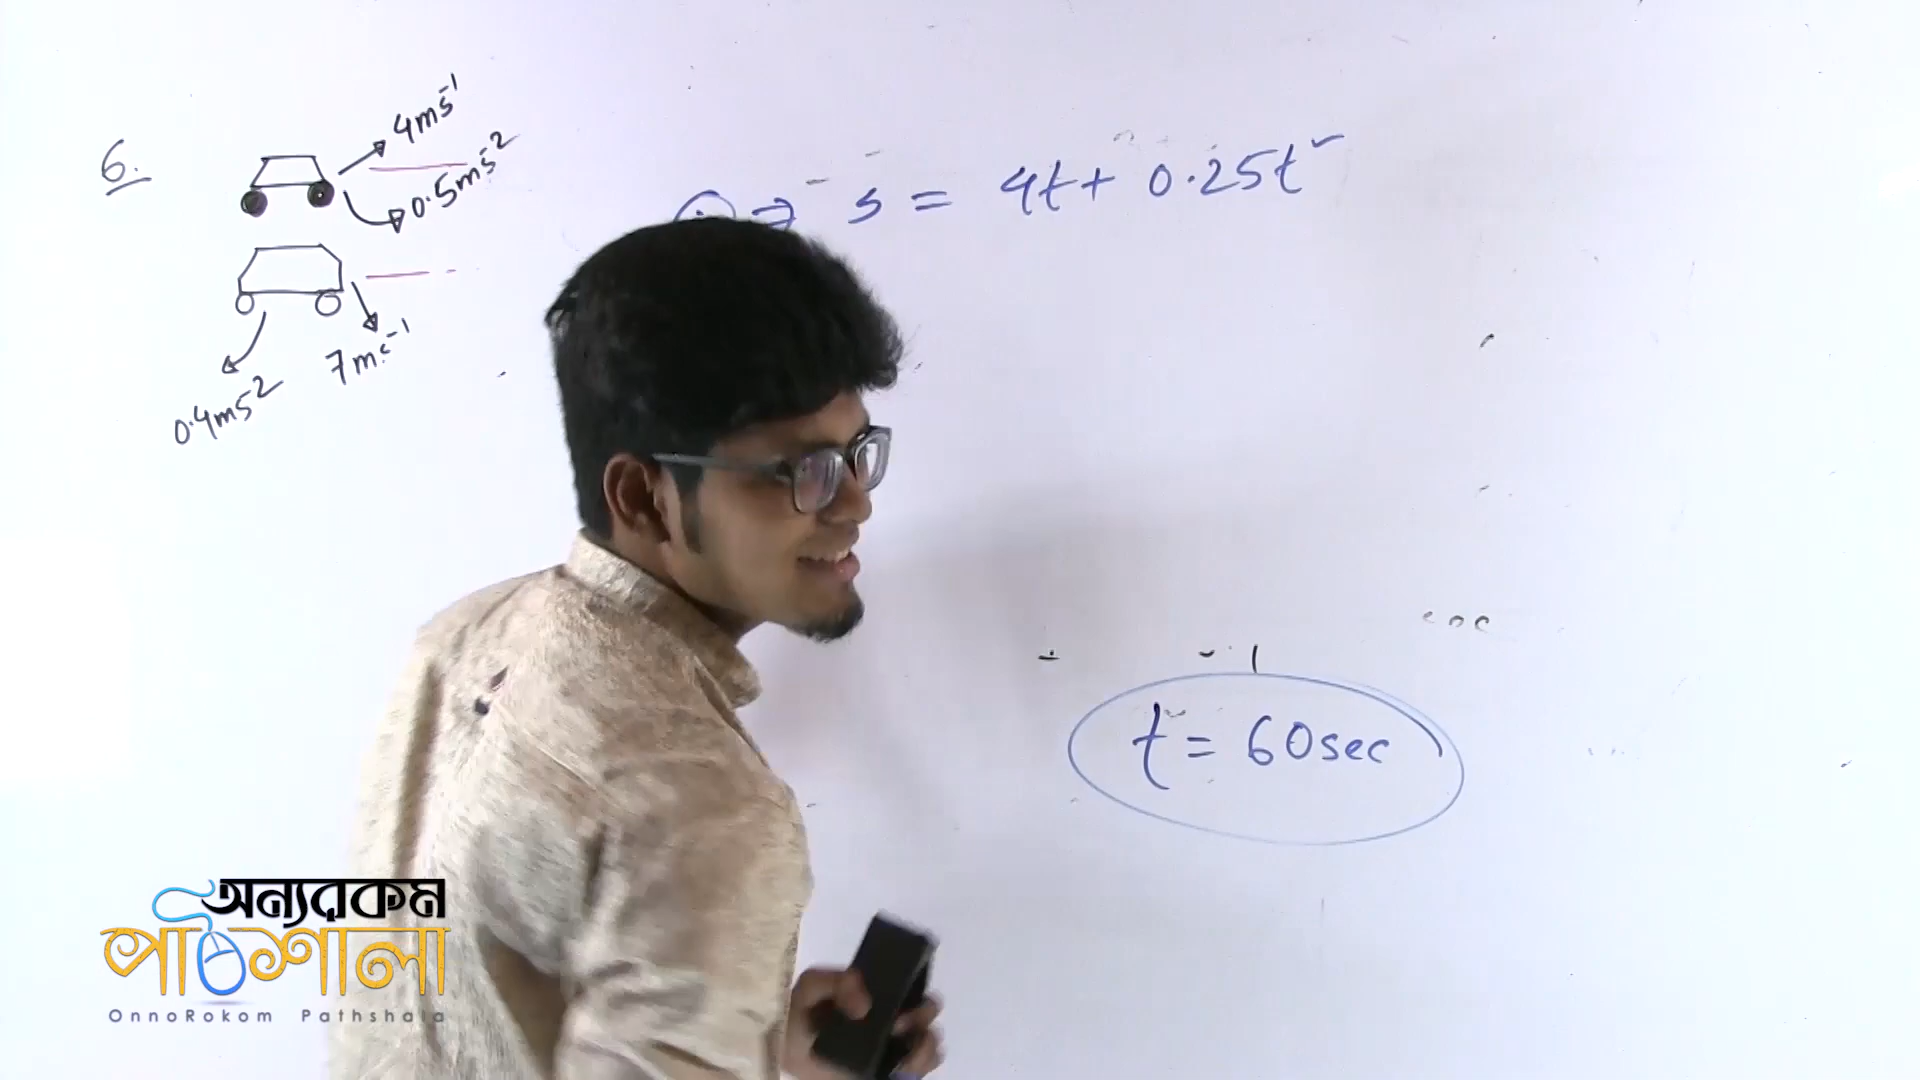 6.
4ms⁻¹
0.5ms⁻²
7ms⁻¹
0.4ms⁻²
⇒ s = 4t + 0.25t²
t = 60sec
অন্যরকম
পাঠশালা
OnnoRokom Pathshala